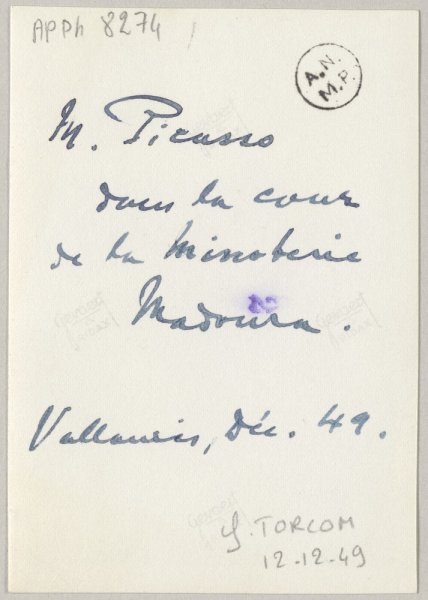 APPh 8274
A.N.
M.P.
M. Picasso
dans la cour
de la Minoterie
Madoura.
Vallauris, Déc. 49.
TORCOM
12-12-49